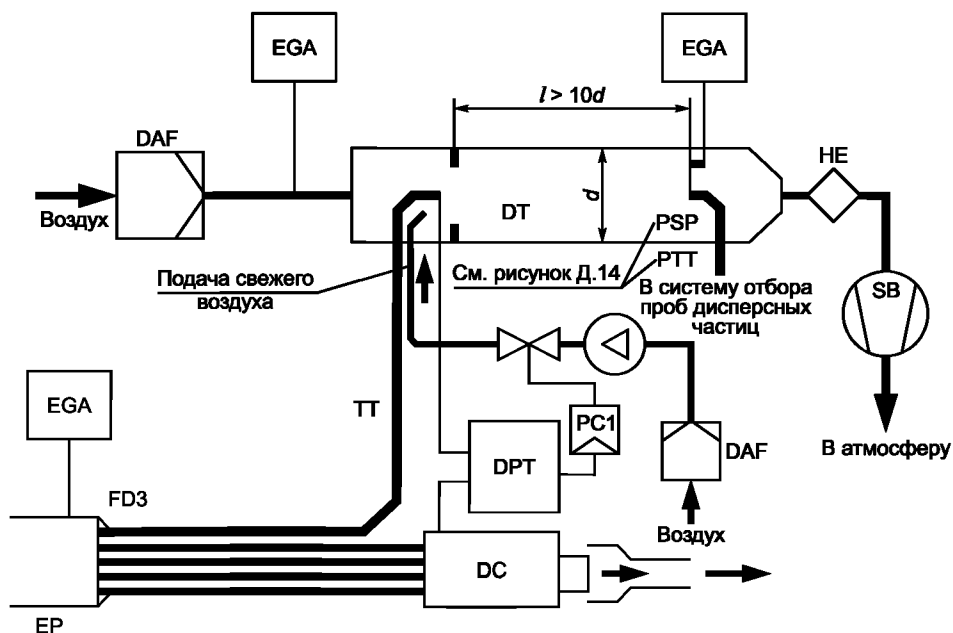 EGA
EGA
l > 10d
DAF
HE
Воздух
d
DT
PSP
PTT
См. рисунок Д.14
Подача свежего
воздуха
В систему отбора
проб дисперсных
частиц
SB
EGA
TT
PC1
DPT
DAF
В атмосферу
FD3
Воздух
DC
EP